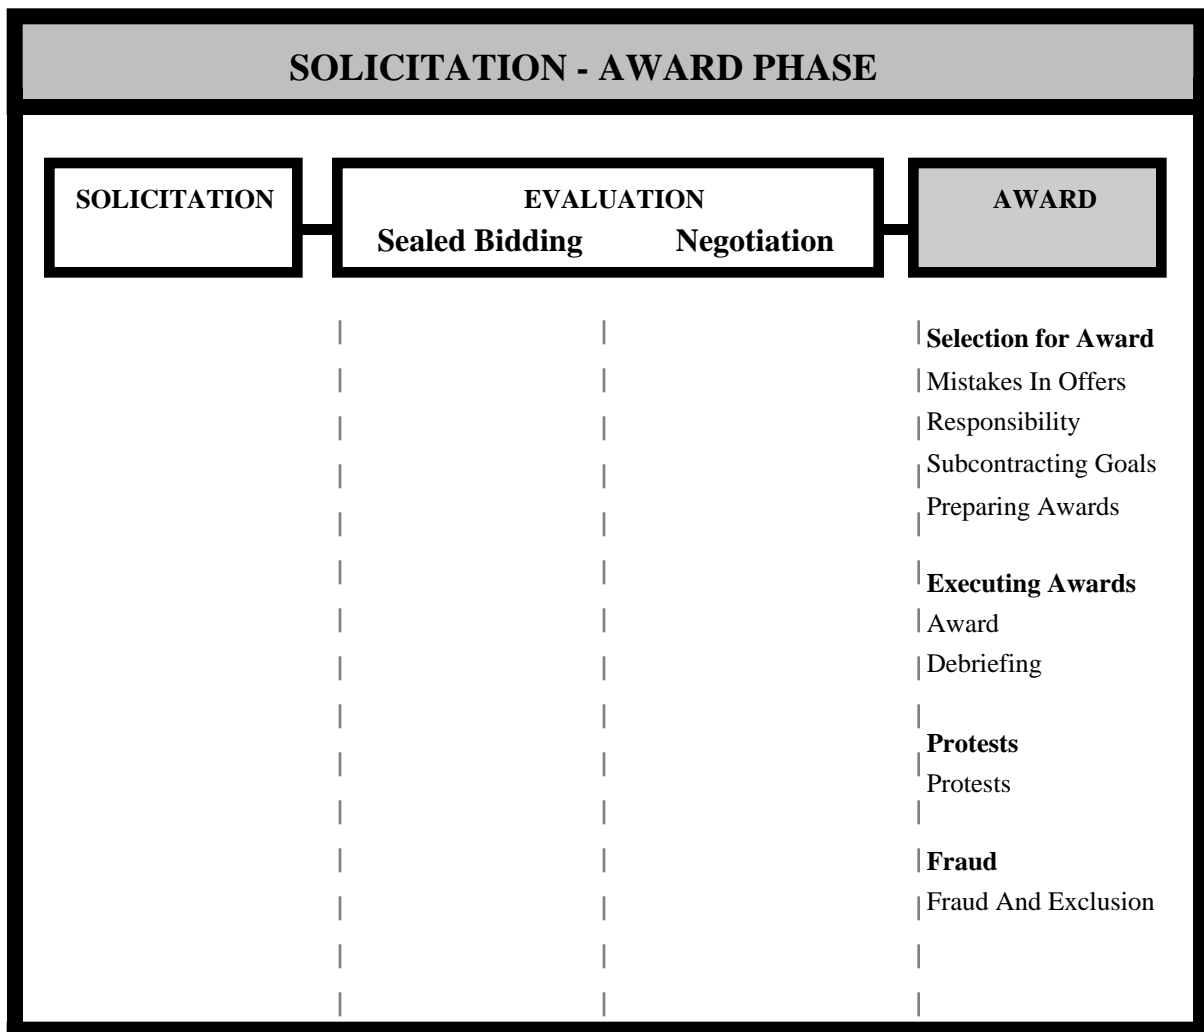 SOLICITATION - AWARD PHASE
SOLICITATION
EVALUATION
Sealed Bidding Negotiation
AWARD
Selection for Award
Mistakes In Offers
Responsibility
Subcontracting Goals
Preparing Awards
Executing Awards
Award
Debriefing
Protests
Protests
Fraud
Fraud And Exclusion